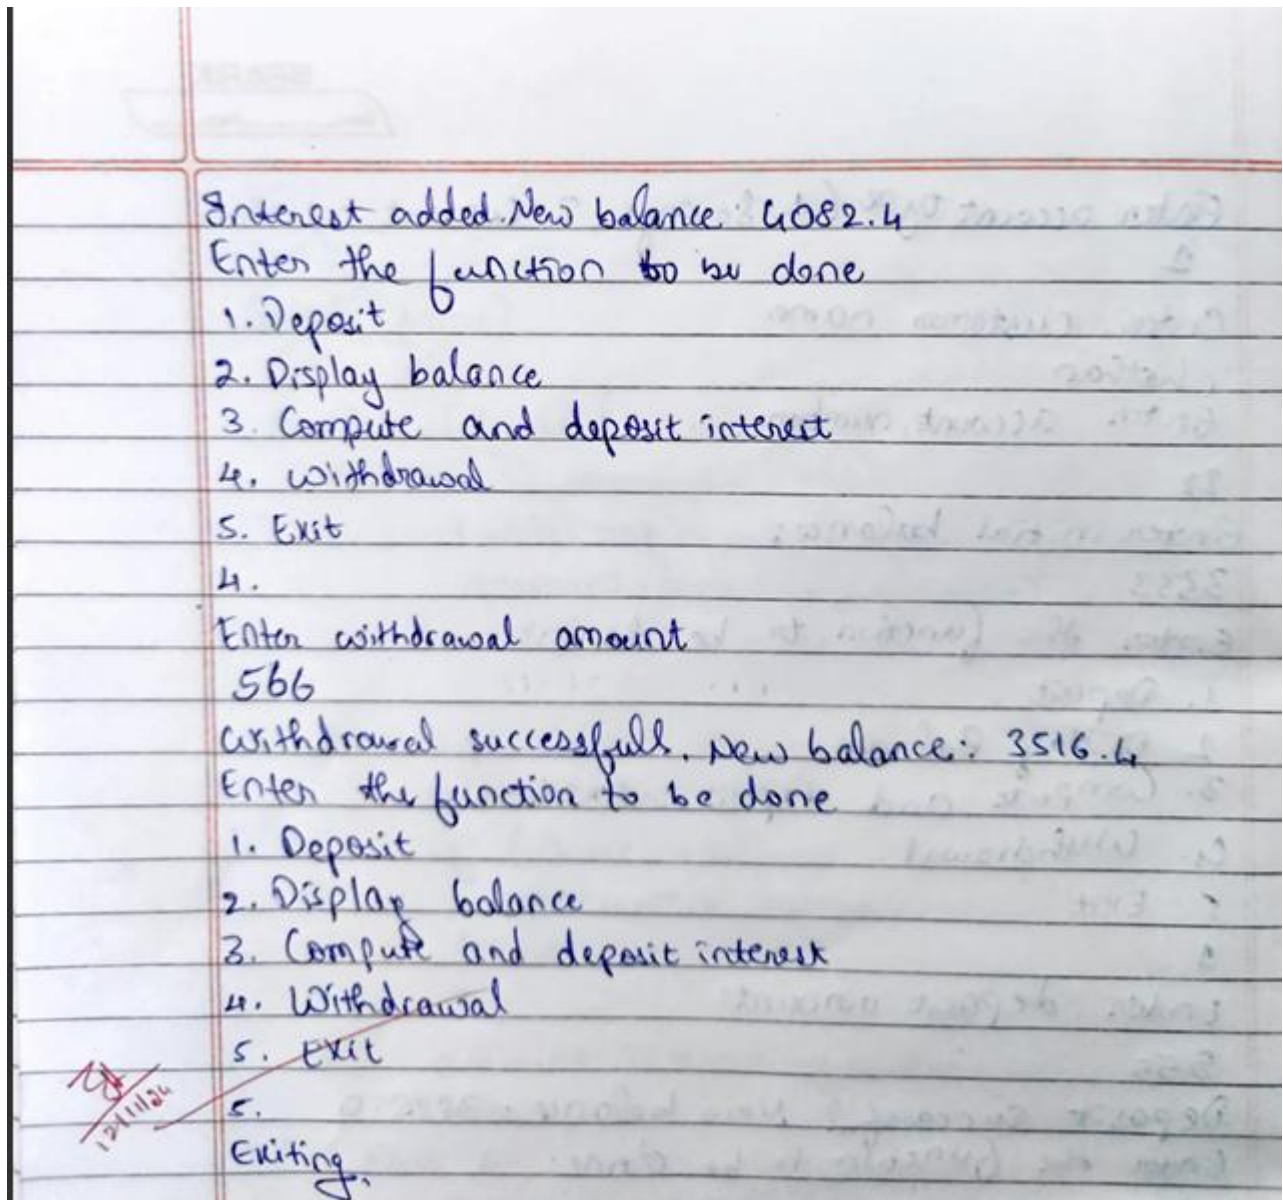 Interest added. New balance: 4082.4
Enter the function to be done
1. Deposit
2. Display balance
3. Compute and deposit interest
4. Withdrawal
5. Exit
4.
Enter withdrawal amount
566
Withdrawal successfull. New balance: 3516.4
Enter the function to be done
1. Deposit
2. Display balance
3. Compute and deposit interest
4. Withdrawal
5. Exit
5.
Exiting.
12/11/24